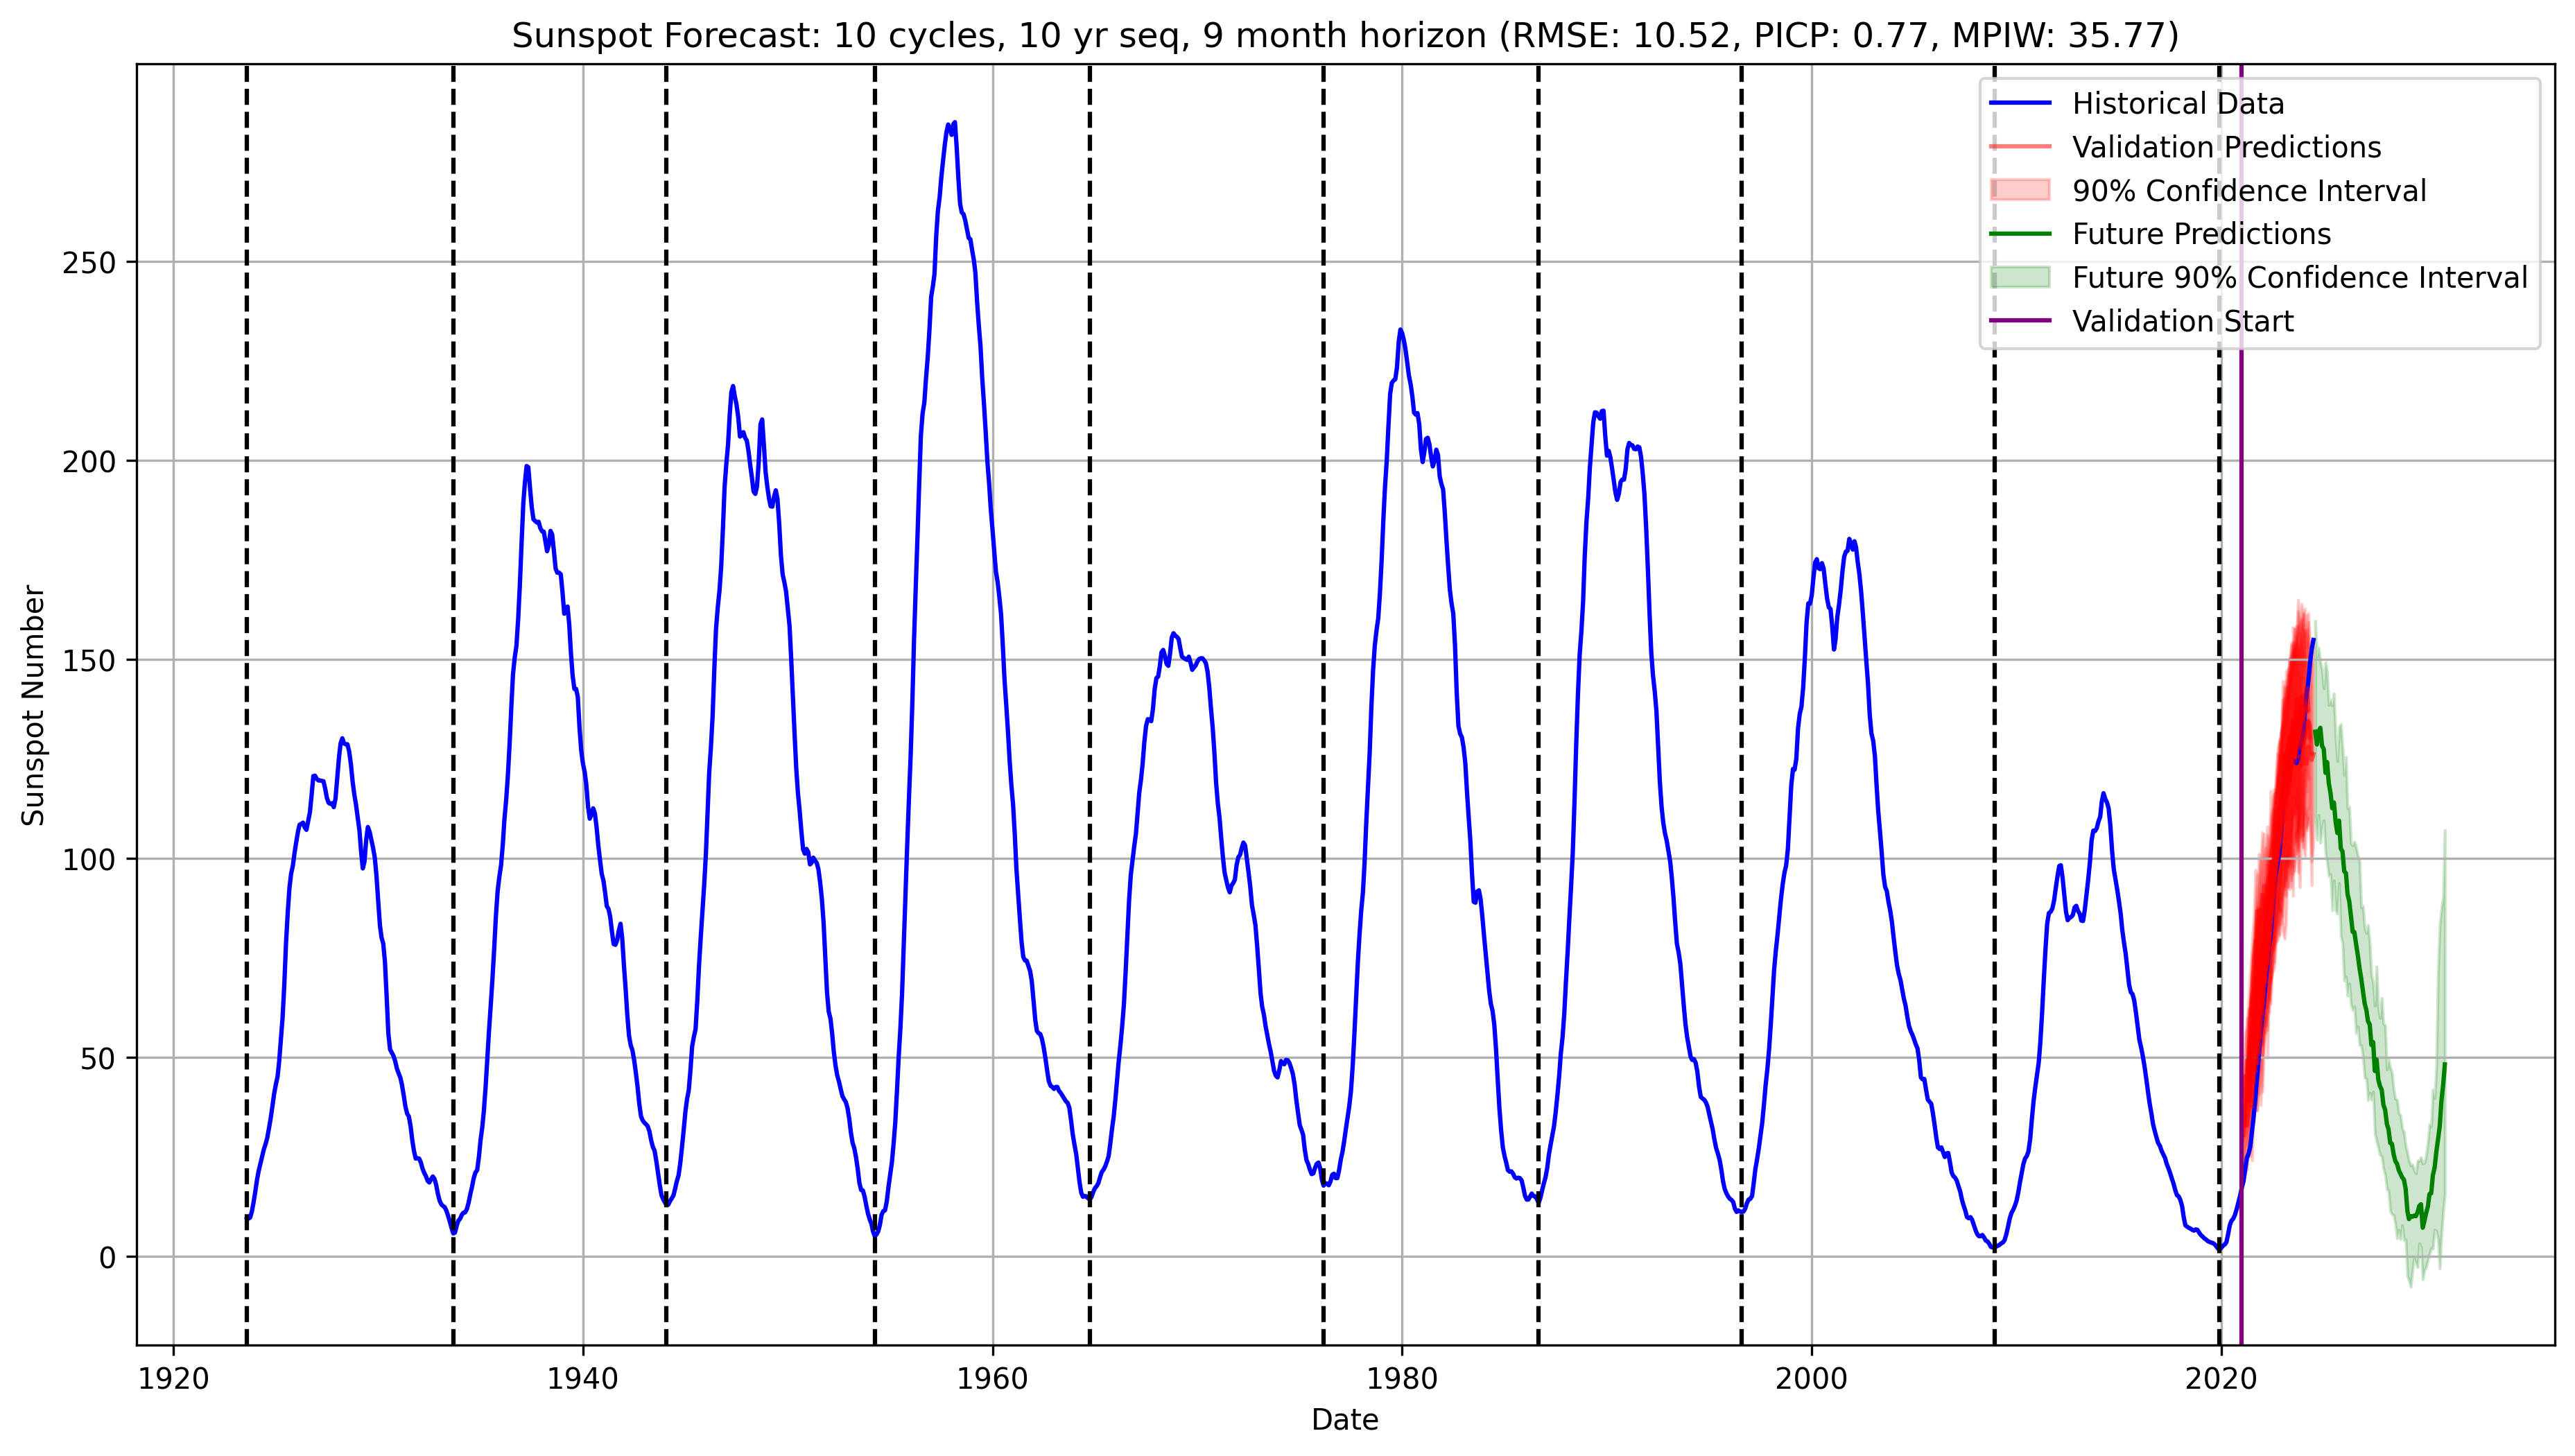 Sunspot Forecast: 10 cycles, 10 yr seq, 9 month horizon (RMSE: 10.52, PICP: 0.77, MPIW: 35.77)
Historical Data
Validation Predictions
90% Confidence Interval
Future Predictions
Future 90% Confidence Interval
Validation Start
Sunspot Number
250
200
150
100
50
0
1920
1940
1960
1980
2000
2020
Date